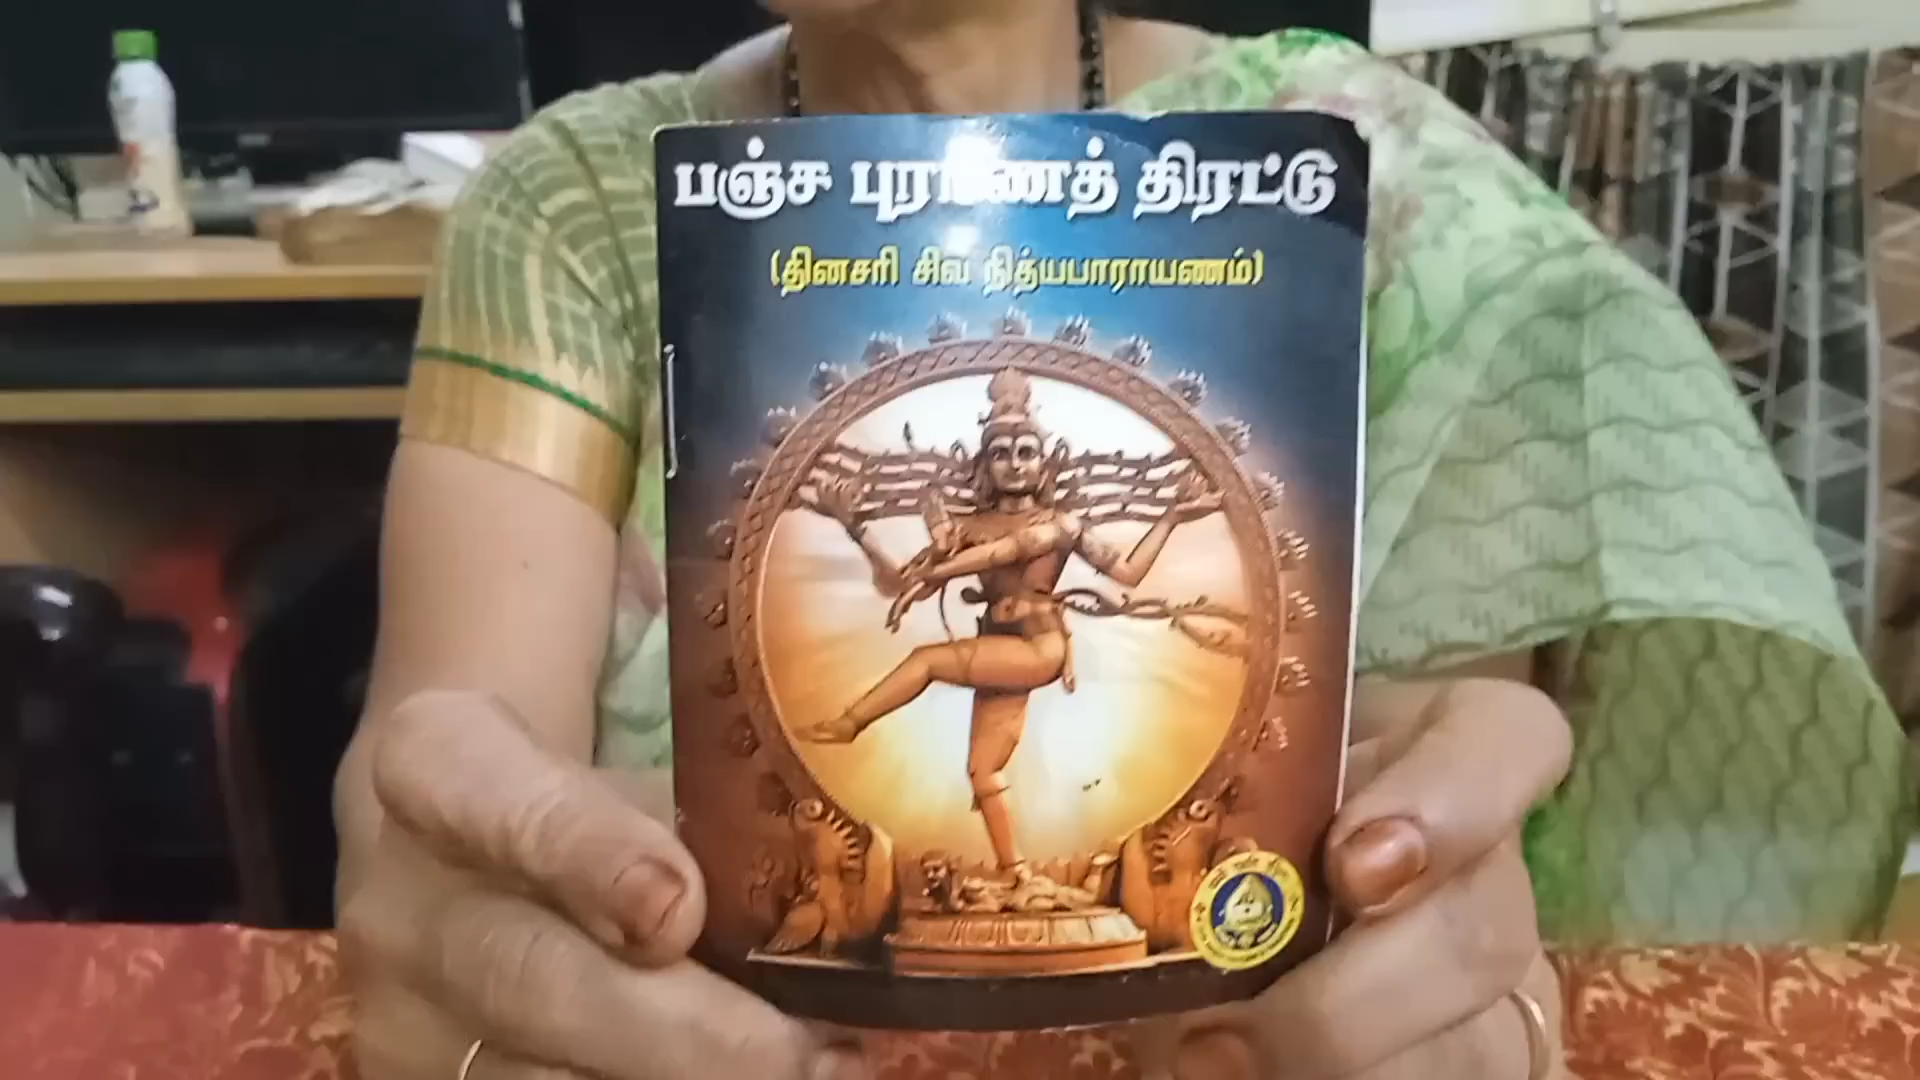 பஞ்ச புராணத் திரட்டு
(தினசரி சிவ நித்யபாராயணம்)